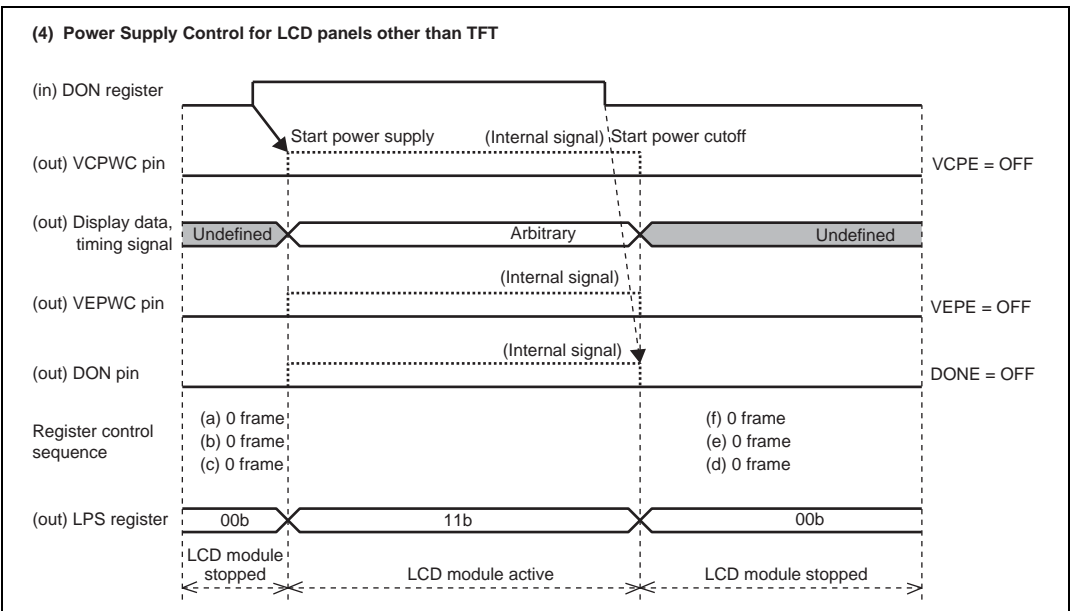 (4) Power Supply Control for LCD panels other than TFT
(in) DON register
Start power supply
(Internal signal)
Start power cutoff
(out) VCPWC pin
VCPE = OFF
(out) Display data,
timing signal
Undefined
Arbitrary
Undefined
(Internal signal)
(out) VEPWC pin
VEPE = OFF
(Internal signal)
(out) DON pin
DONE = OFF
Register control
sequence
(a) 0 frame
(b) 0 frame
(c) 0 frame
(f) 0 frame
(e) 0 frame
(d) 0 frame
(out) LPS register
00b
11b
00b
LCD module
stopped
LCD module active
LCD module stopped